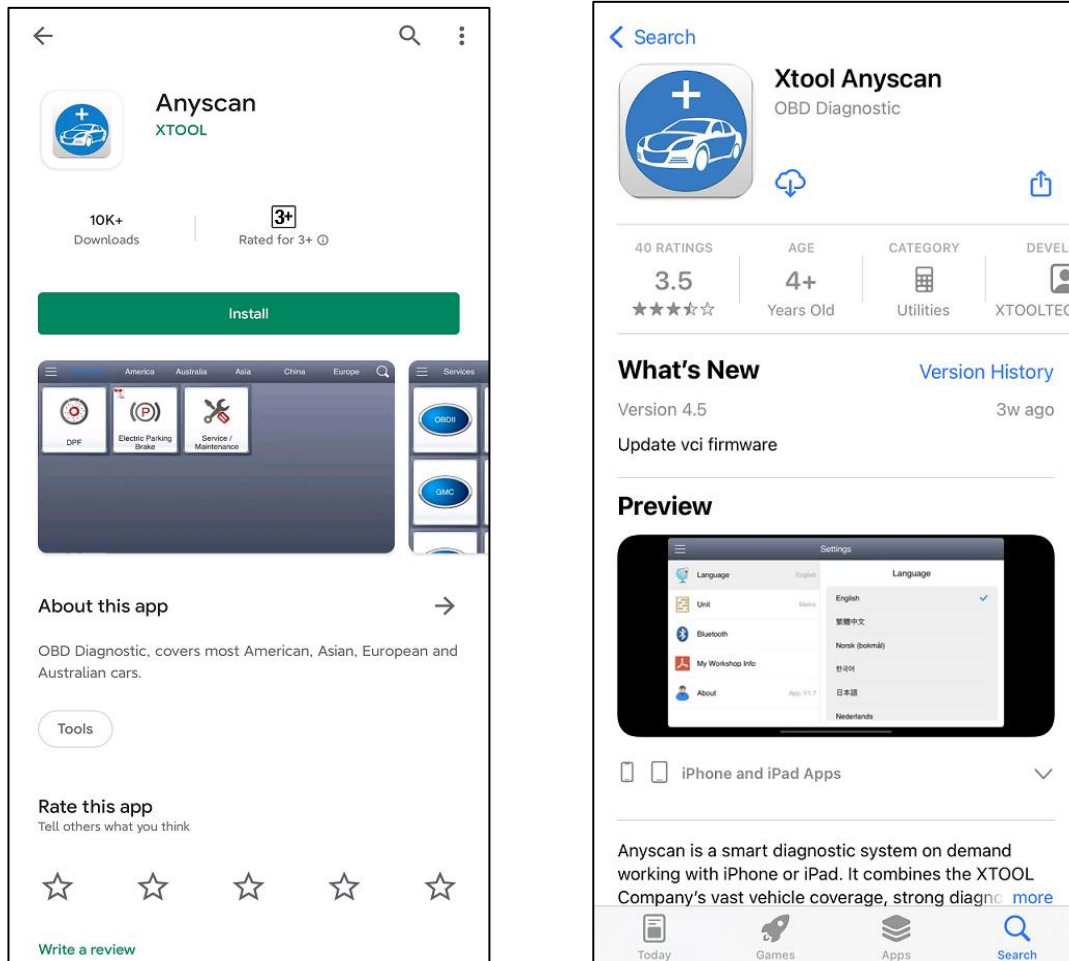 Anyscan
XTOOL
10K+
Downloads
3+
Rated for 3+
Install
America Australia Asia China Europe
DPF
Electric Parking
Brake
Service /
Maintenance
Services
OBDII
GMC
About this app
OBD Diagnostic, covers most American, Asian, European and
Australian cars.
Tools
Rate this app
Tell others what you think
Write a review
Search
Xtool Anyscan
OBD Diagnostic
40 RATINGS
3.5
AGE
4+
Years Old
CATEGORY
Utilities
DEVEL
XTOOLTEC
What's New
Version History
Version 4.5
3w ago
Update vci firmware
Preview
Settings
Language English
Unit Metric
Bluetooth
My Workshop Info
About App: V1.7
Language
English
繁體中文
Norsk (bokmål)
한국어
日本語
Nederlands
iPhone and iPad Apps
Anyscan is a smart diagnostic system on demand
working with iPhone or iPad. It combines the XTOOL
Company's vast vehicle coverage, strong diagno more
Today
Games
Apps
Search